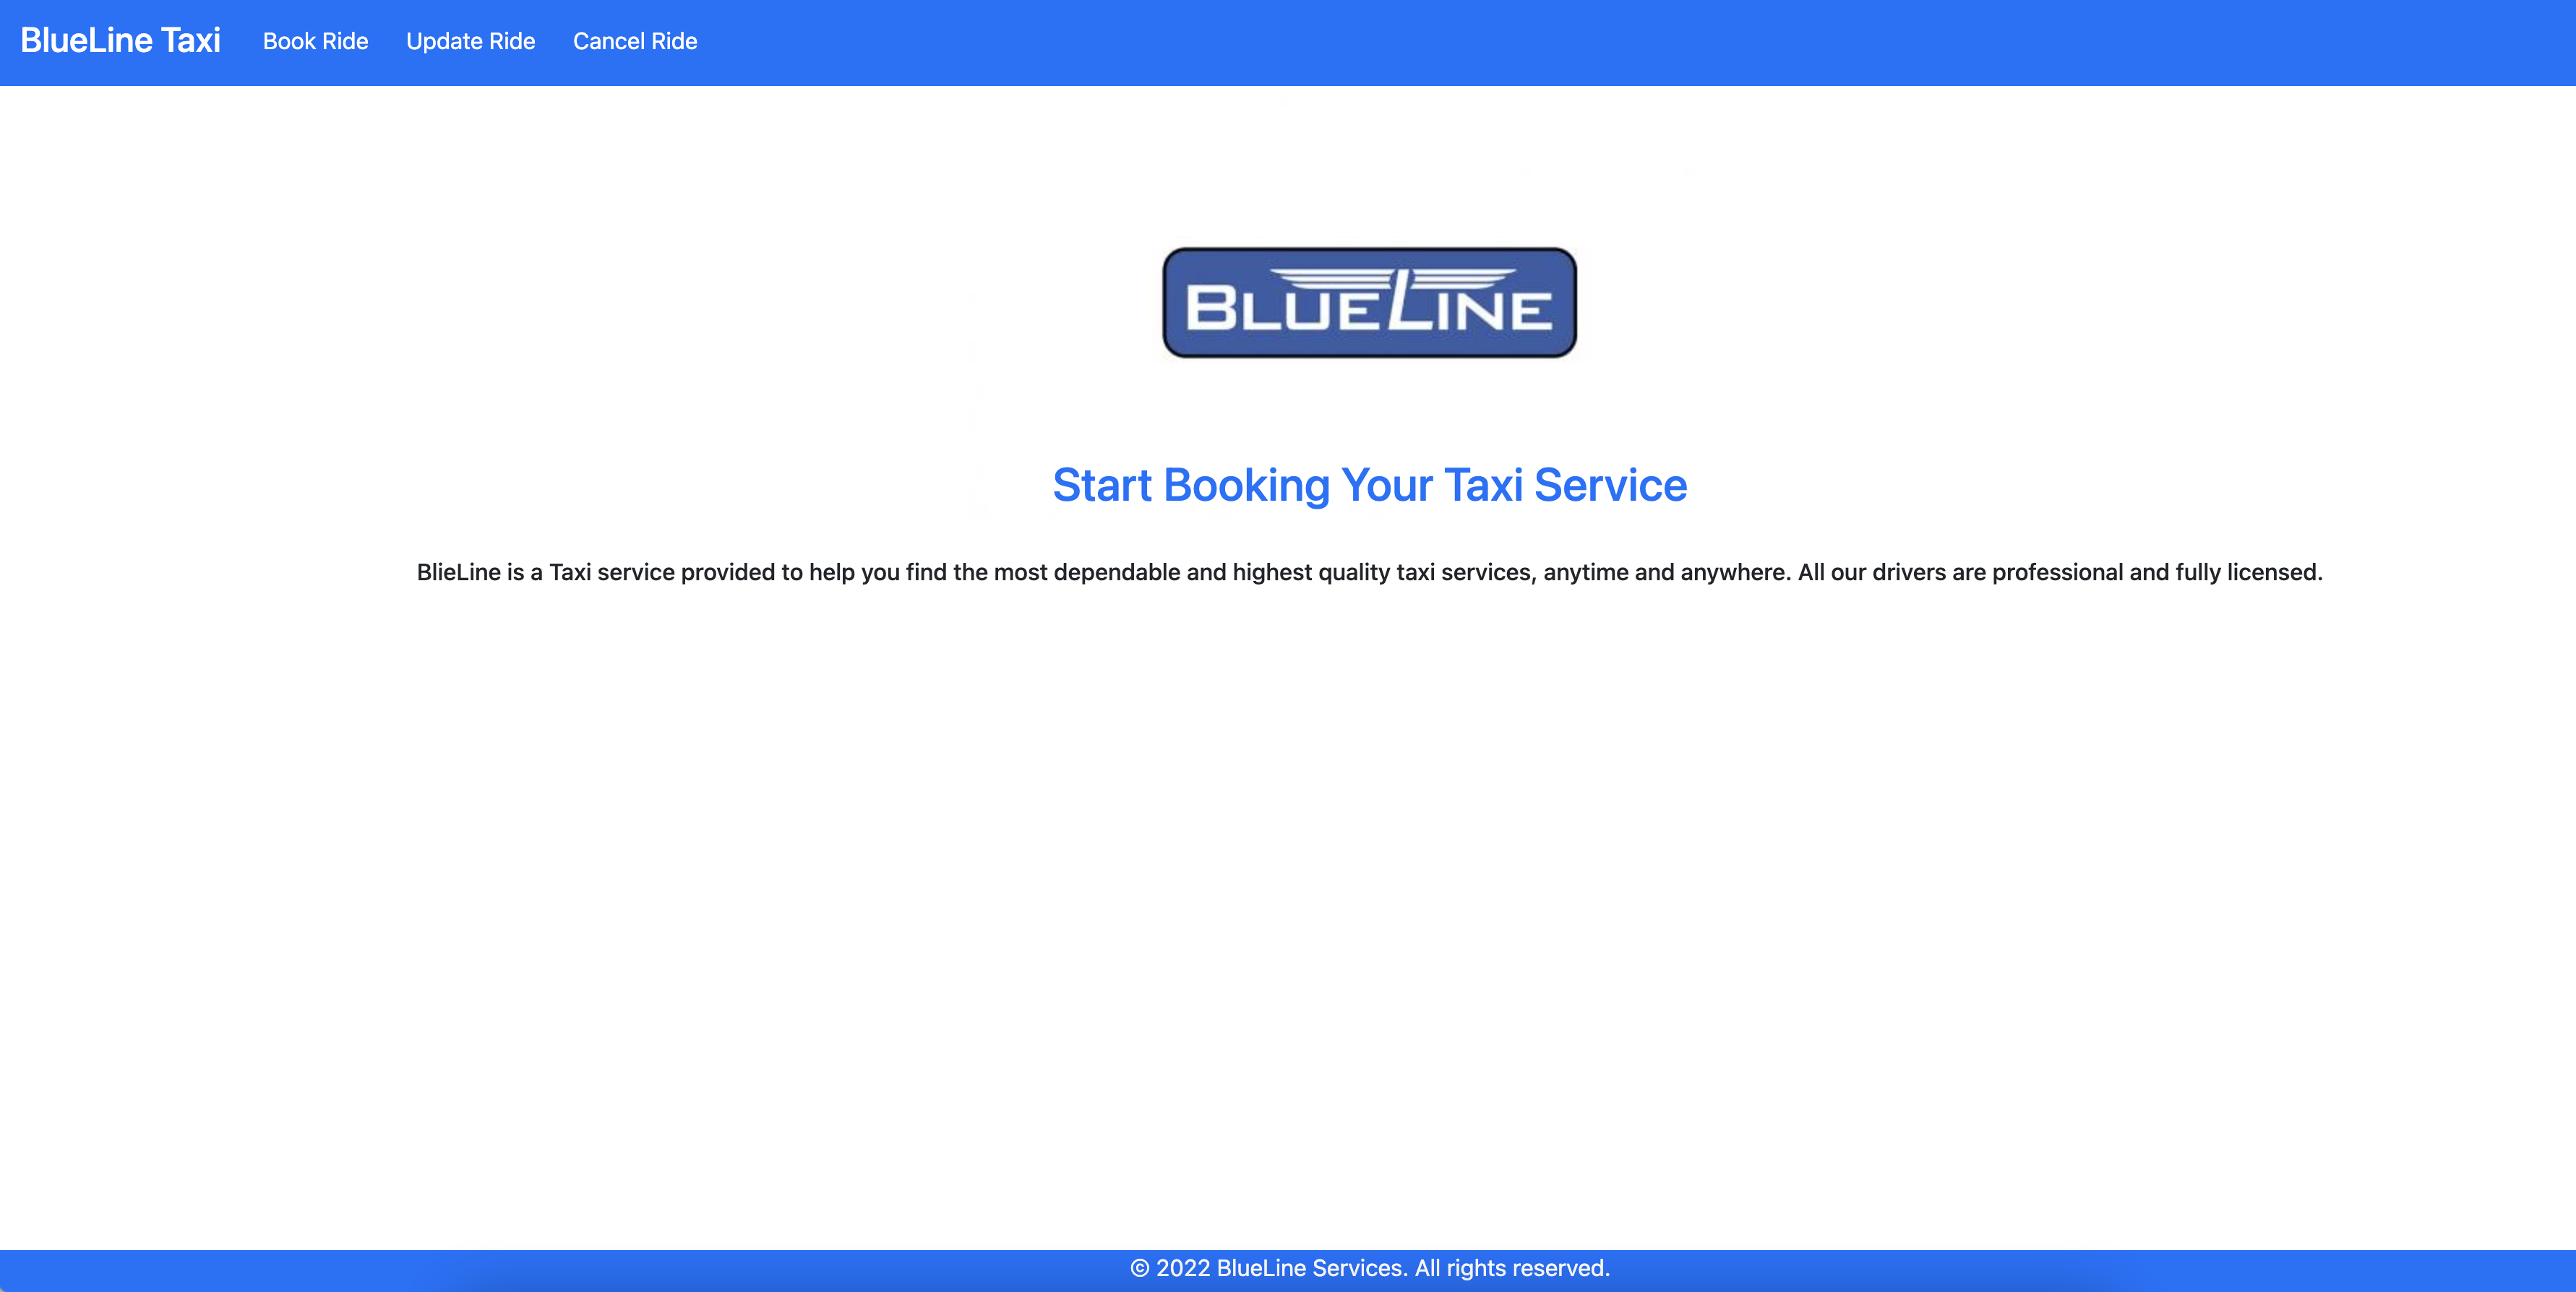 BlueLine Taxi Book Ride Update Ride Cancel Ride
BLUELINE
Start Booking Your Taxi Service
BlieLine is a Taxi service provided to help you find the most dependable and highest quality taxi services, anytime and anywhere. All our drivers are professional and fully licensed.
© 2022 BlueLine Services. All rights reserved.